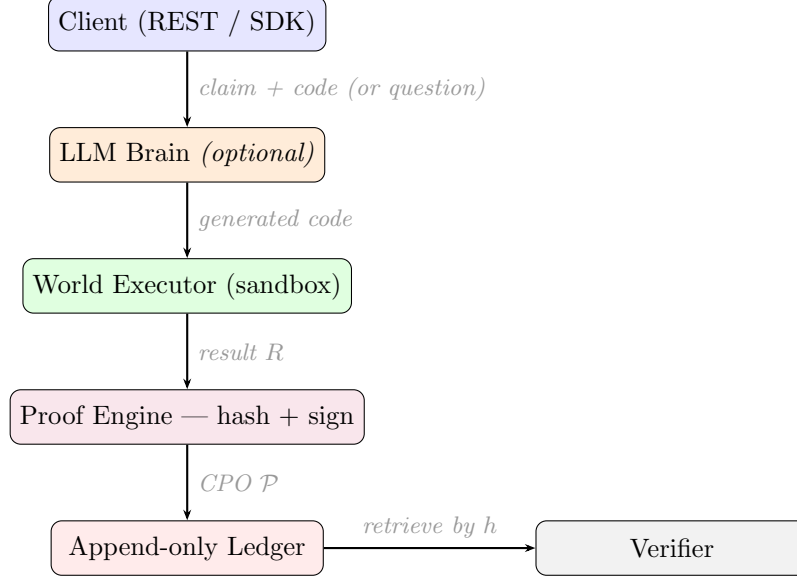 Client (REST / SDK)
claim + code (or question)
LLM Brain (optional)
generated code
World Executor (sandbox)
result R
Proof Engine — hash + sign
CPO 𝒫
retrieve by h
Append-only Ledger
Verifier